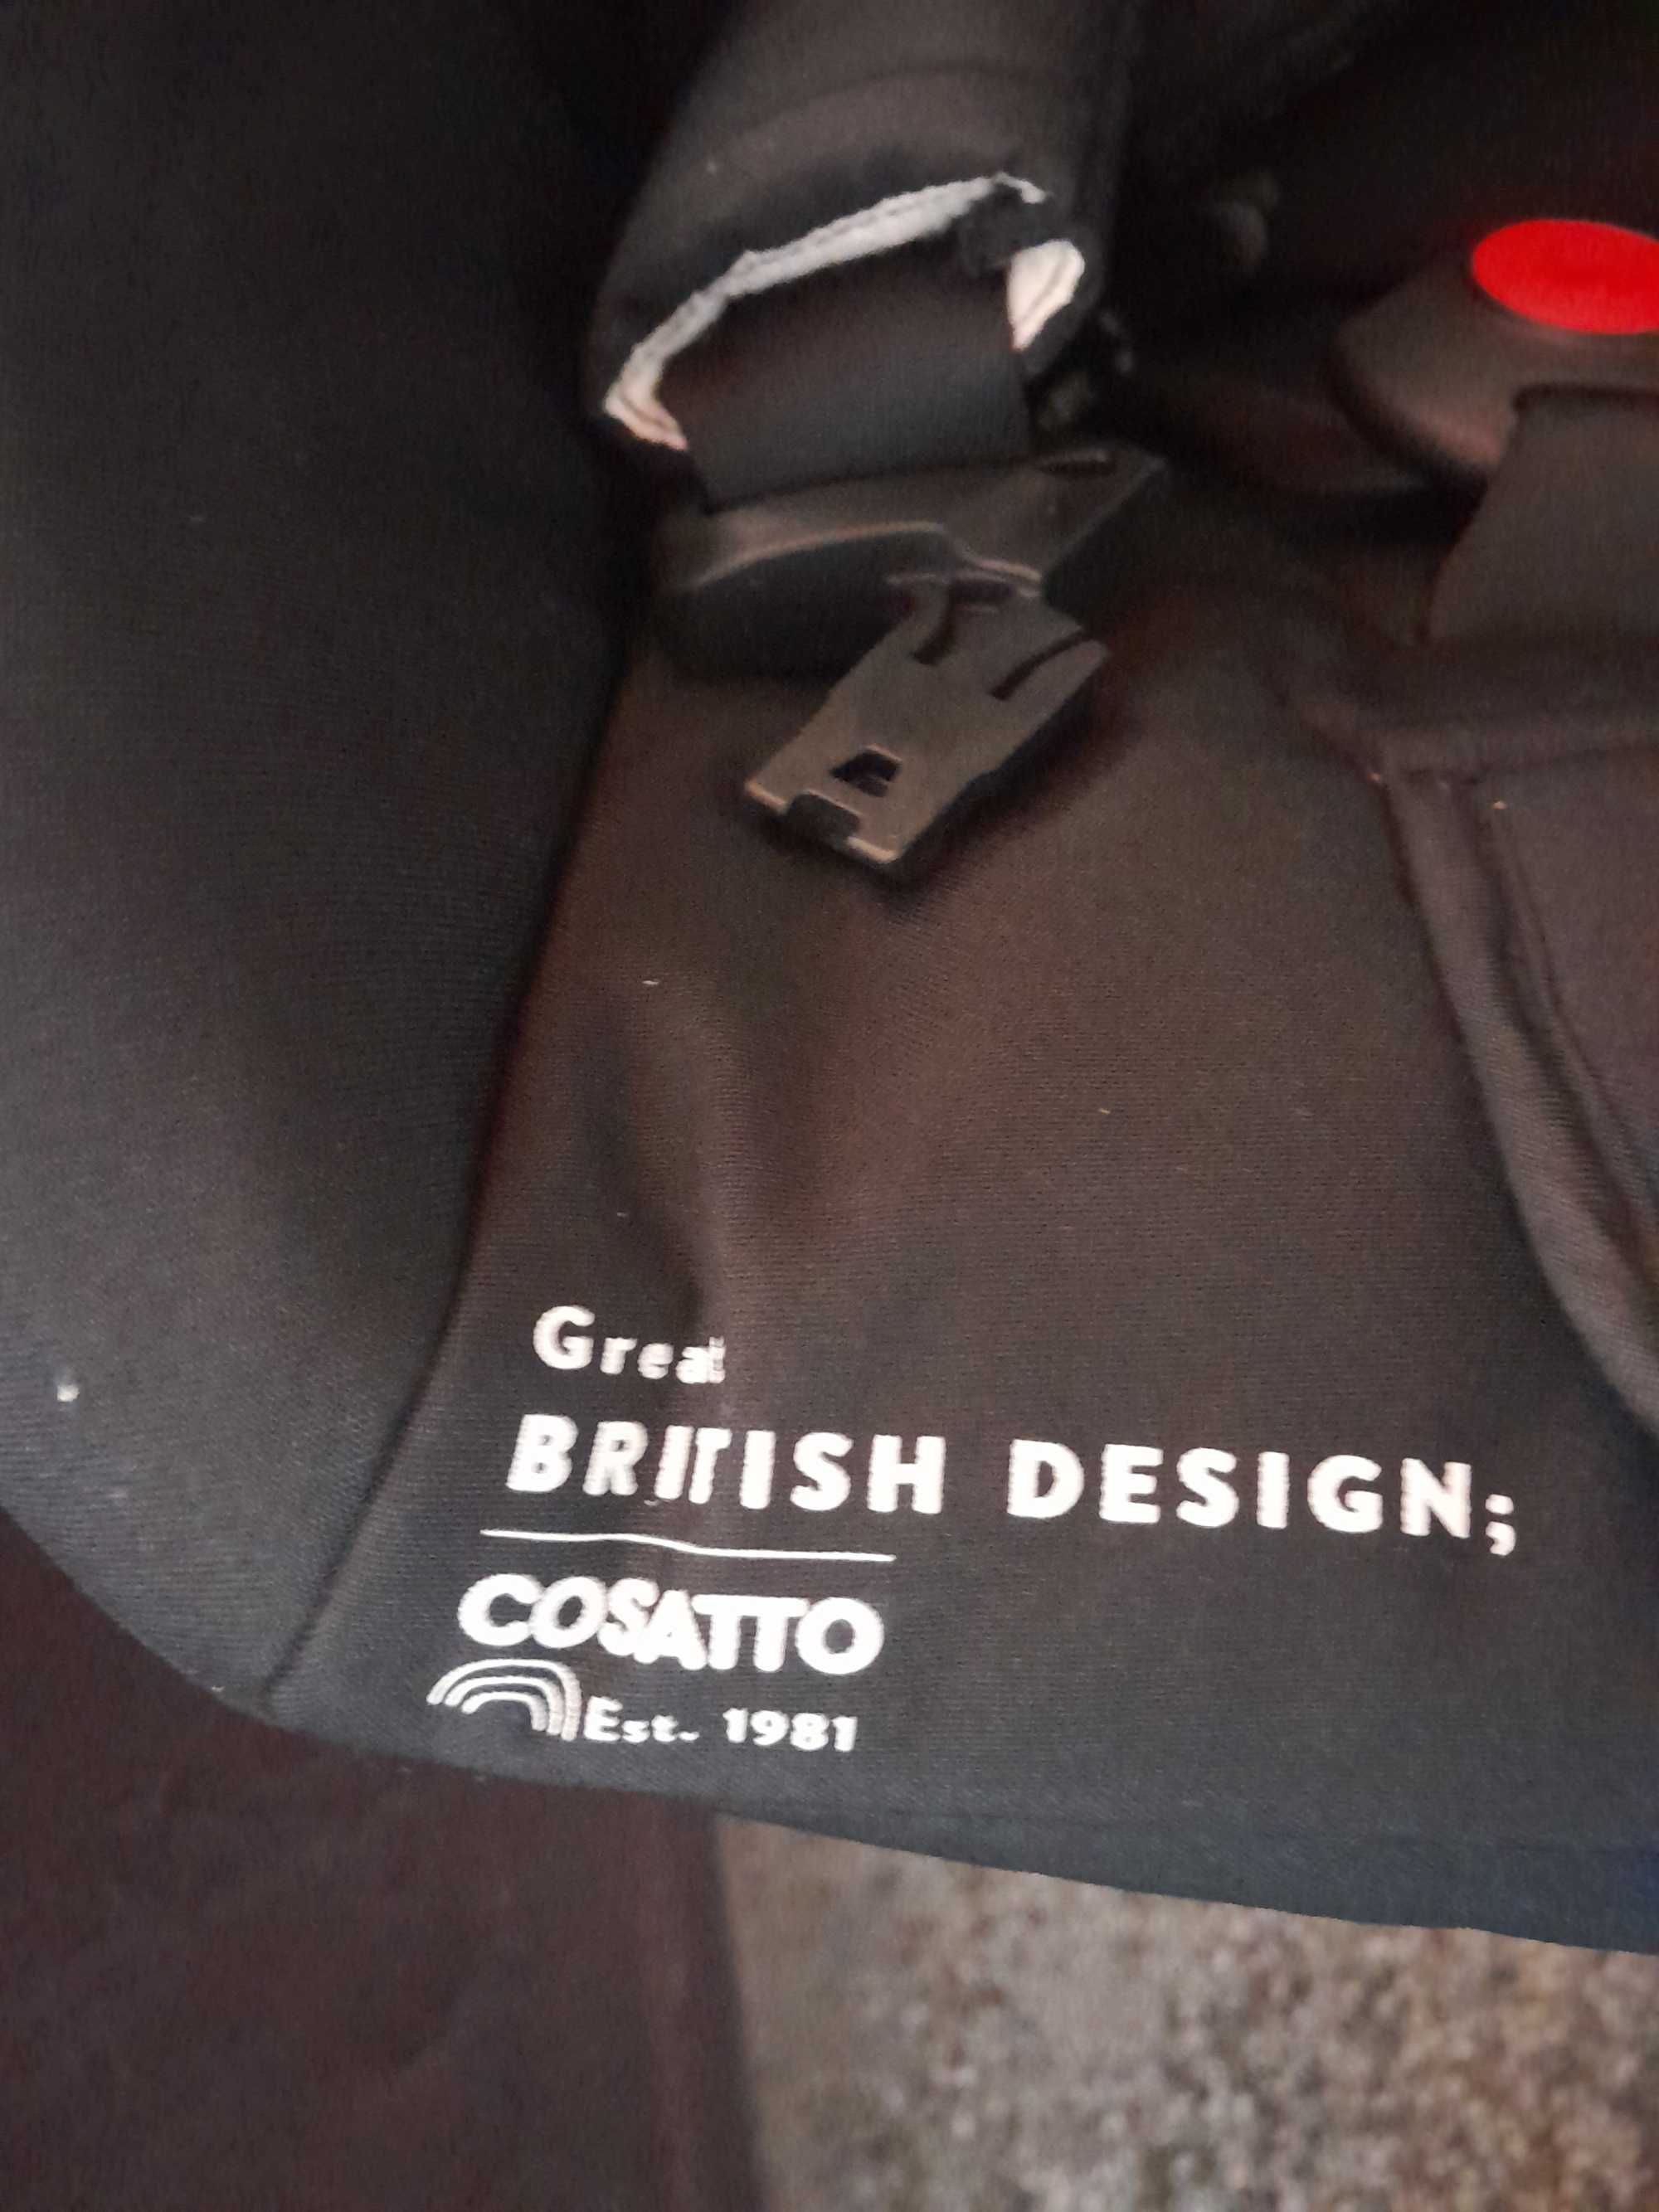 Great
BRITISH DESIGN;
COSATTO
Est. 1981